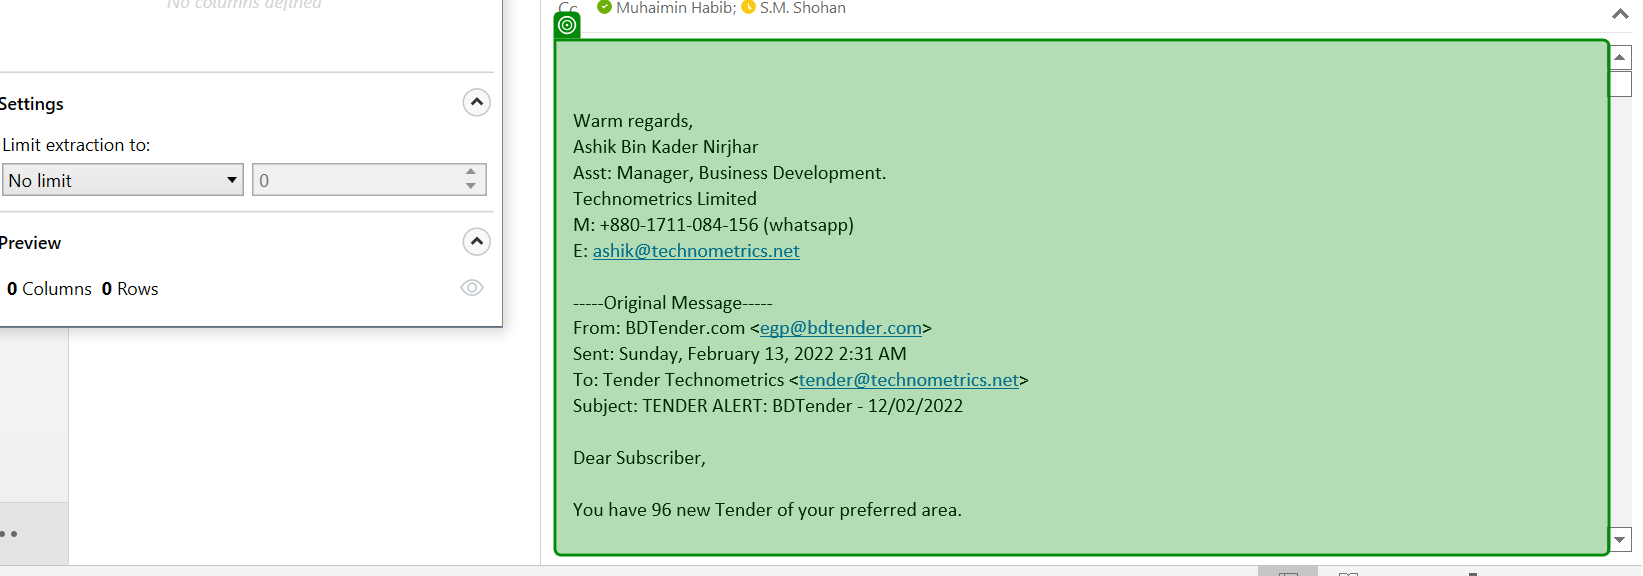 No columns defined
Settings
Limit extraction to:
No limit
0
Preview
0 Columns 0 Rows
Cc Muhaimin Habib; S.M. Shohan
Warm regards,
Ashik Bin Kader Nirjhar
Asst: Manager, Business Development.
Technometrics Limited
M: +880-1711-084-156 (whatsapp)
E: ashik@technometrics.net
-----Original Message-----
From: BDTender.com <egp@bdtender.com>
Sent: Sunday, February 13, 2022 2:31 AM
To: Tender Technometrics <tender@technometrics.net>
Subject: TENDER ALERT: BDTender - 12/02/2022
Dear Subscriber,
You have 96 new Tender of your preferred area.